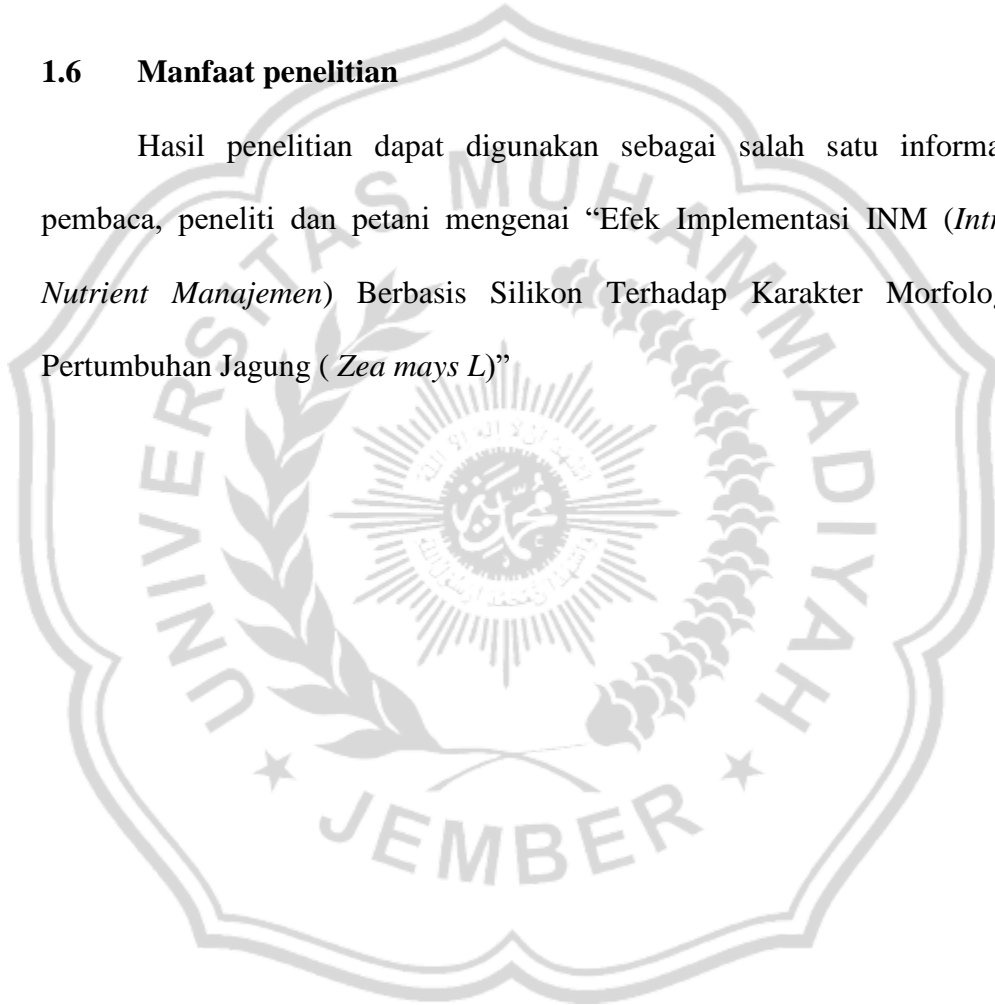 1.6 Manfaat penelitian
Hasil penelitian dapat digunakan sebagai salah satu informa
pembaca, peneliti dan petani mengenai “Efek Implementasi INM (Intr
Nutrient Manajemen) Berbasis Silikon Terhadap Karakter Morfolog
Pertumbuhan Jagung ( Zea mays L)”
UNIVERSITAS MUHAMMADIYAH
JEMBER